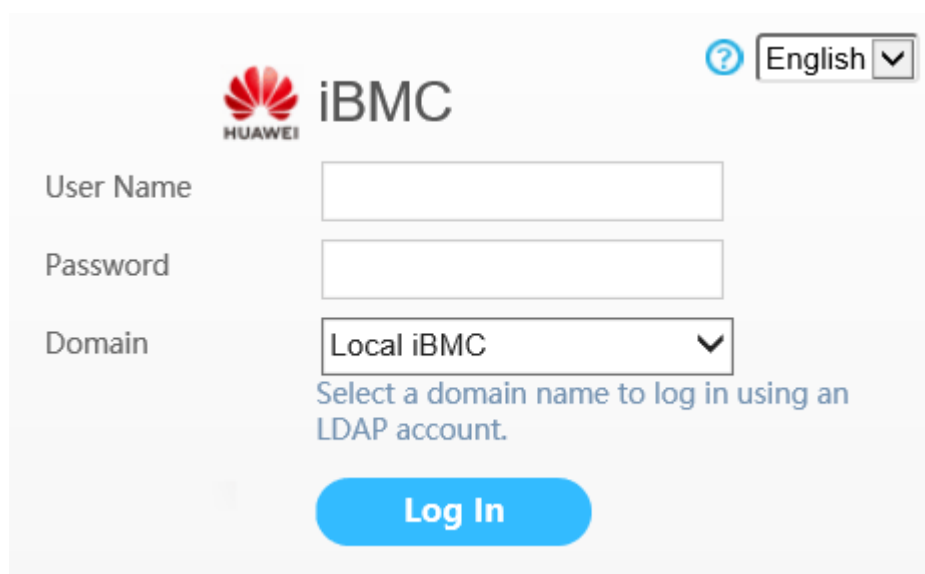 ? English
HUAWEI iBMC
User Name
Password
Domain Local iBMC
Select a domain name to log in using an
LDAP account.
Log In